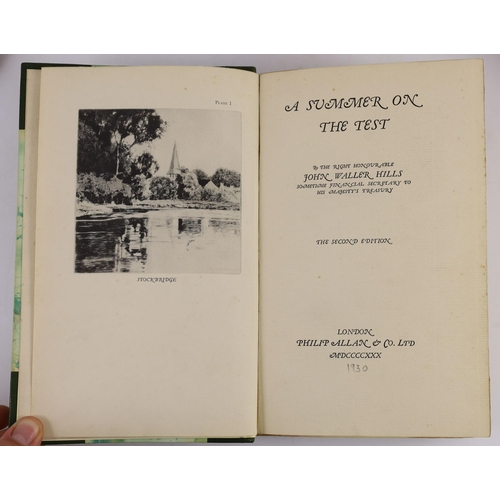 PLATE I
STOCKBRIDGE
A SUMMER ON
THE TEST
By THE RIGHT HONOURABLE
JOHN WALLER HILLS
SOMETIME FINANCIAL SECRETARY TO
HIS MAJESTY'S TREASURY
THE SECOND EDITION
LONDON
PHILIP ALLAN & Co. LTD
MDCCCCXXX
1930